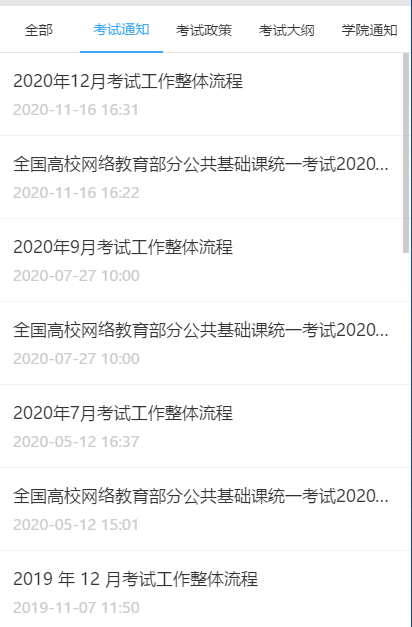 全部 考试通知 考试政策 考试大纲 学院通知
2020年12月考试工作整体流程
2020-11-16 16:31
全国高校网络教育部分公共基础课统一考试2020...
2020-11-16 16:22
2020年9月考试工作整体流程
2020-07-27 10:00
全国高校网络教育部分公共基础课统一考试2020...
2020-07-27 10:00
2020年7月考试工作整体流程
2020-05-12 16:37
全国高校网络教育部分公共基础课统一考试2020...
2020-05-12 15:01
2019 年 12 月考试工作整体流程
2019-11-07 11:50